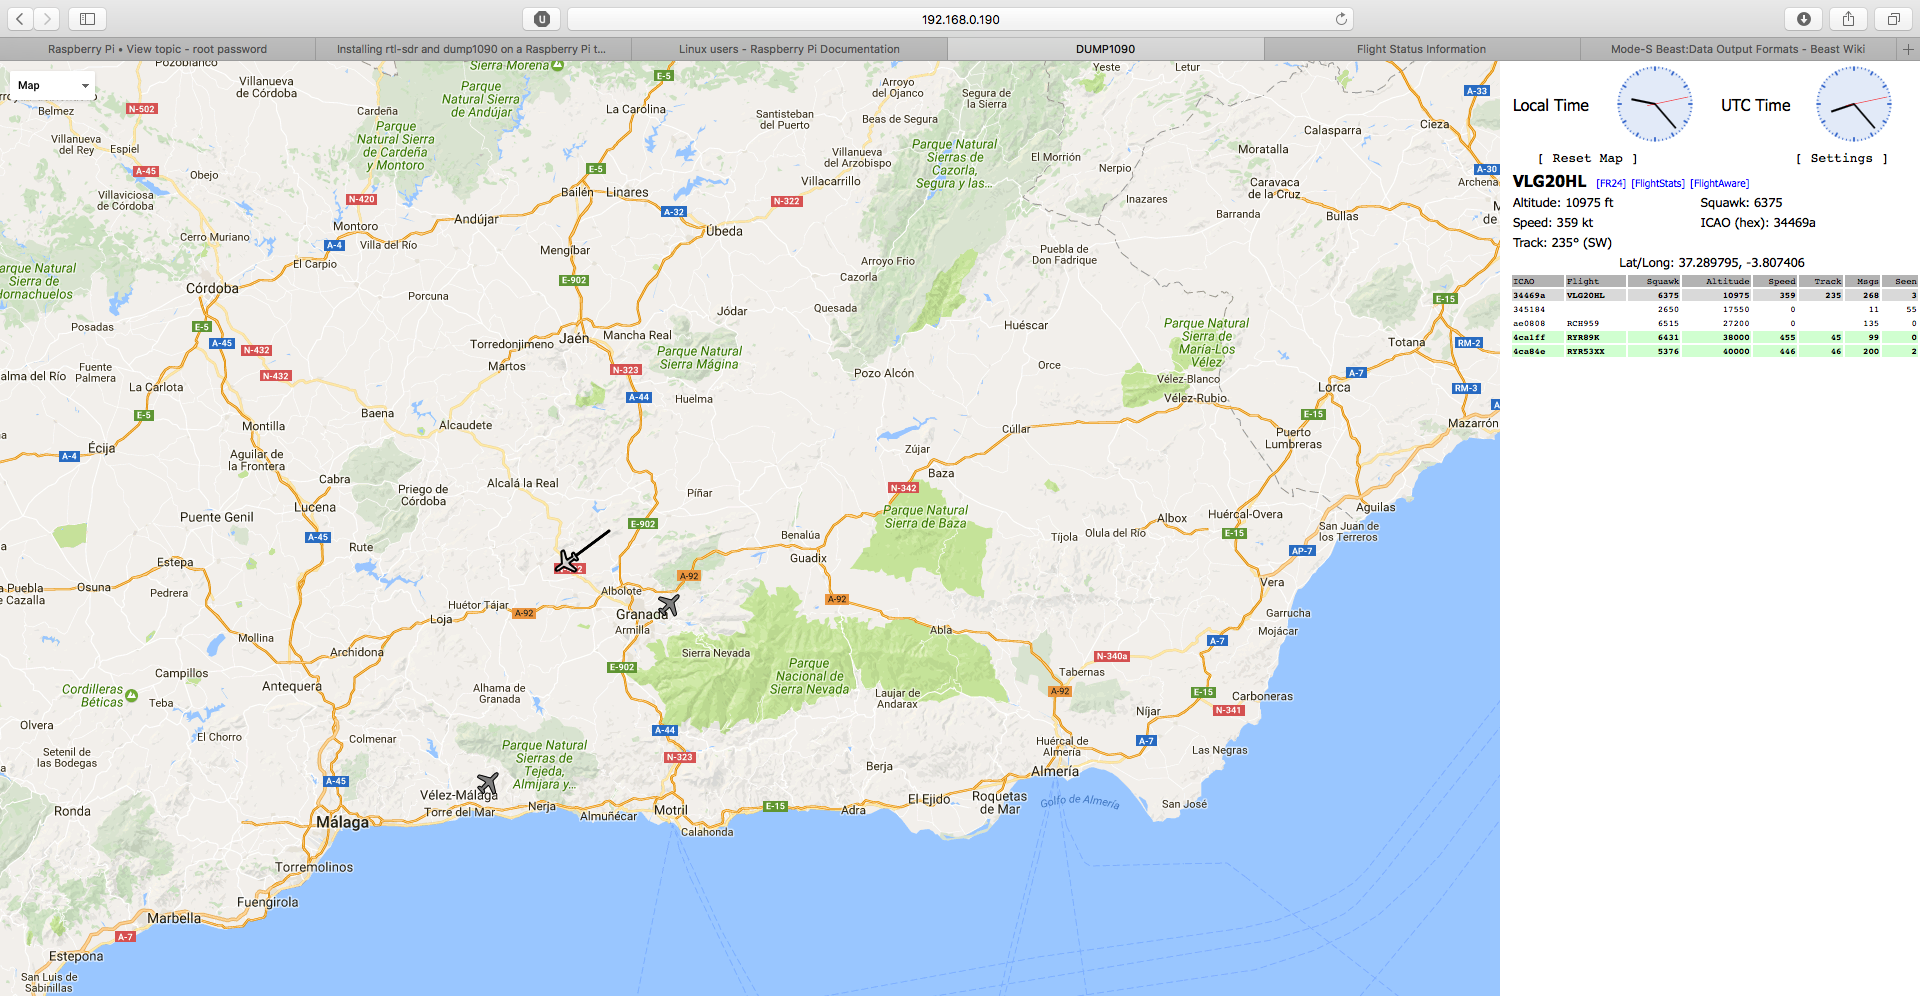 192.168.0.190
Raspberry Pi • View topic - root password
Installing rtl-sdr and dump1090 on a Raspberry Pi t...
Linux users - Raspberry Pi Documentation
DUMP1090
Flight Status Information
Mode-S Beast:Data Output Formats - Beast Wiki
Map
Local Time
UTC Time
[ Reset Map ]
[ Settings ]
VLG20HL [FR24] [FlightStats] [FlightAware]
Altitude: 10975 ft
Squawk: 6375
Speed: 359 kt
ICAO (hex): 34469a
Track: 235° (SW)
Lat/Long: 37.289795, -3.807406
ICAO Flight Squawk Altitude Speed Track Msgs Seen
34469a VLG20HL 6375 10975 359 235 268 3
345184 2650 17550 0 11 55
ae0808 RCH959 6515 27200 0 135 0
4ca1ff RYR89K 6431 38000 455 45 99 0
4ca84e RYR53XX 5376 40000 446 46 200 2
Pozoblanco
Sierra Morena
E-5
Yeste
Letur
Villanueva
de Córdoba
Parque
Natural Sierra
de Andújar
Arroyo
del Ojanco
Segura de
la Sierra
A-33
N-502
Belmez
Cardeña
La Carolina
Santisteban
del Puerto
Beas de Segura
Calasparra
Cieza
Parque
Natural Sierra
de Cardeña
y Montoro
Villanueva
del Rey
Espiel
Parque Natural
Sierras de
Cazorla,
Segura y las...
El Morrión
Moratalla
A-45
Obejo
E-5
Villanueva
del Arzobispo
Nerpio
A-30
Archena
Villaviciosa
de Córdoba
N-420
Bailén
Linares
Villacarrillo
Caravaca
de la Cruz
N-322
Inazares
Andújar
A-32
Barranda
Bullas
Montoro
Cerro Muriano
A-4
Villa del Río
Úbeda
Mengíbar
Puebla de
Don Fadrique
El Carpio
Arroyo Frio
Cazorla
E-902
Córdoba
Porcuna
Quesada
E-15
Jódar
Huéscar
Posadas
E-5
A-45
N-432
Torredonjimeno
Jaén
Mancha Real
Parque Natural
Sierra de
María-Los
Vélez
Totana
RM-2
Martos
Parque Natural
Sierra Mágina
Orce
N-323
Pozo Alcón
A-7
Fuente
Palmera
N-432
La Carlota
Vélez-Blanco
Vélez-Rubio
Lorca
RM-3
A-44
Huelma
E-5
Baena
E-15
Montilla
Alcaudete
Cúllar
Puerto
Lumbreras
Mazarrón
Écija
A-4
Zújar
Aguilar de
la Frontera
Cabra
Baza
Alcalá la Real
Priego de
Córdoba
Píñar
N-342
Lucena
Puente Genil
Parque Natural
Sierra de Baza
Albox
Huércal-Overa
Aguilas
E-902
San Juan de
los Terreros
A-45
Rute
Benalúa
Tíjola
Olula del Río
E-15
Guadix
AP-7
Estepa
A-92
Vera
Osuna
Pedrera
Albolote
A-92
Huétor Tájar
A-92
Loja
Granada
Garrucha
Armilla
Mojácar
Mollina
Abla
A-7
Archidona
Sierra Nevada
N-340a
E-902
Parque
Nacional de
Sierra Nevada
Tabernas
Campillos
Antequera
Cordilleras
Béticas
Teba
Alhama de
Granada
Laujar de
Andarax
A-92
E-15
Carboneras
Níjar
N-341
Olvera
El Chorro
Colmenar
A-44
Huércal de
Almería
A-7
Las Negras
Setenil de
las Bodegas
Parque Natural
Sierras de
Tejeda,
Almijara y...
N-323
Berja
Almería
A-45
Vélez-Málaga
El Ejido
Roquetas
de Mar
Golfo de Almería
San José
Ronda
Torre del Mar
Nerja
Almuñécar
Motril
E-15
Adra
Málaga
Calahonda
Torremolinos
Fuengirola
Marbella
A-7
Estepona
San Luis de
Sabinillas